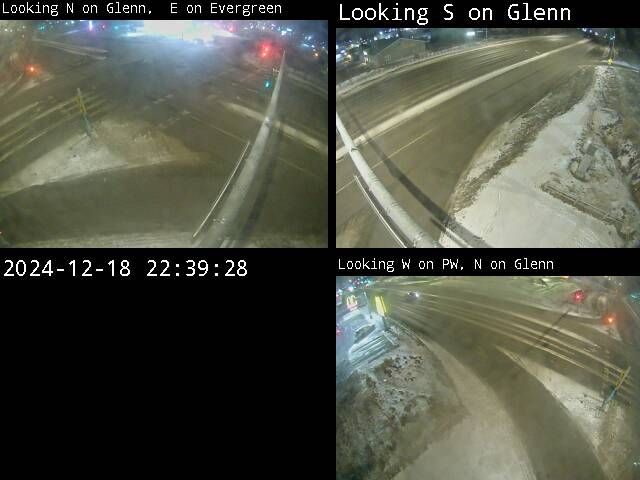 Looking N on Glenn, E on Evergreen
Looking S on Glenn
2024-12-18 22:39:28
Looking W on PW, N on Glenn